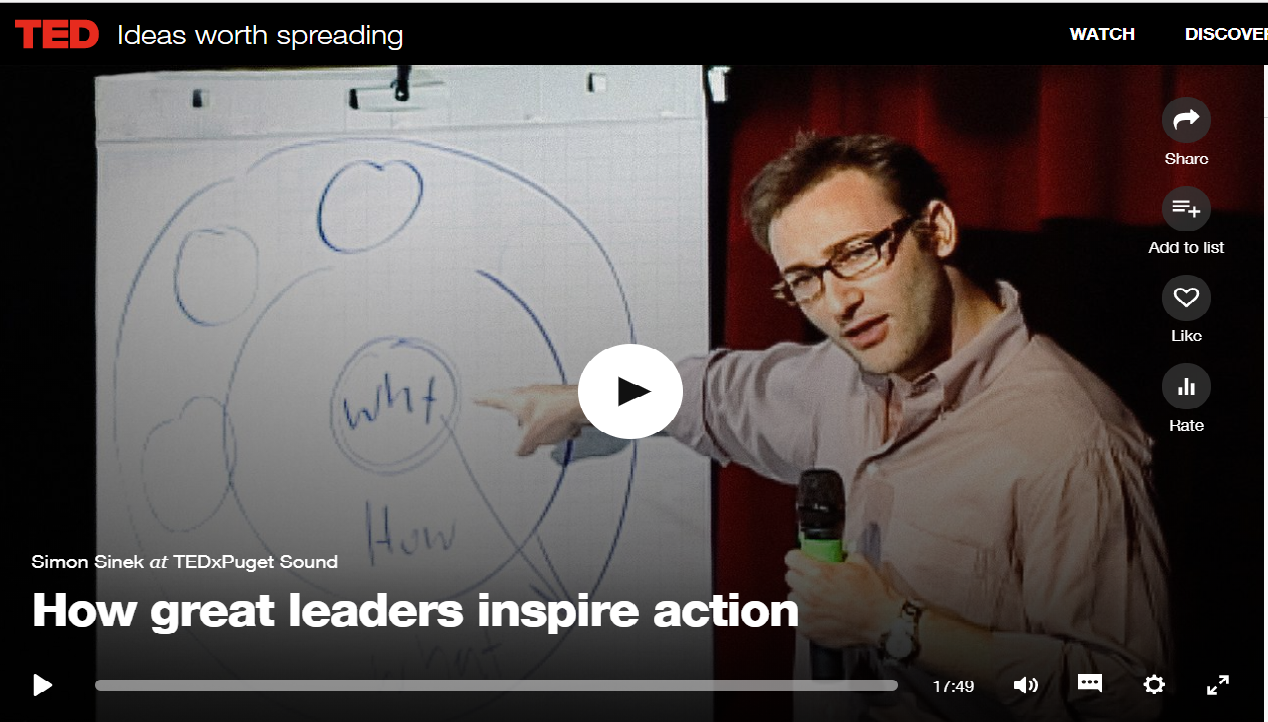 TED Ideas worth spreading WATCH DISCOVER
Share
Add to list
Like
Rate
why
How
What
Simon Sinek at TEDxPuget Sound
How great leaders inspire action
17:49